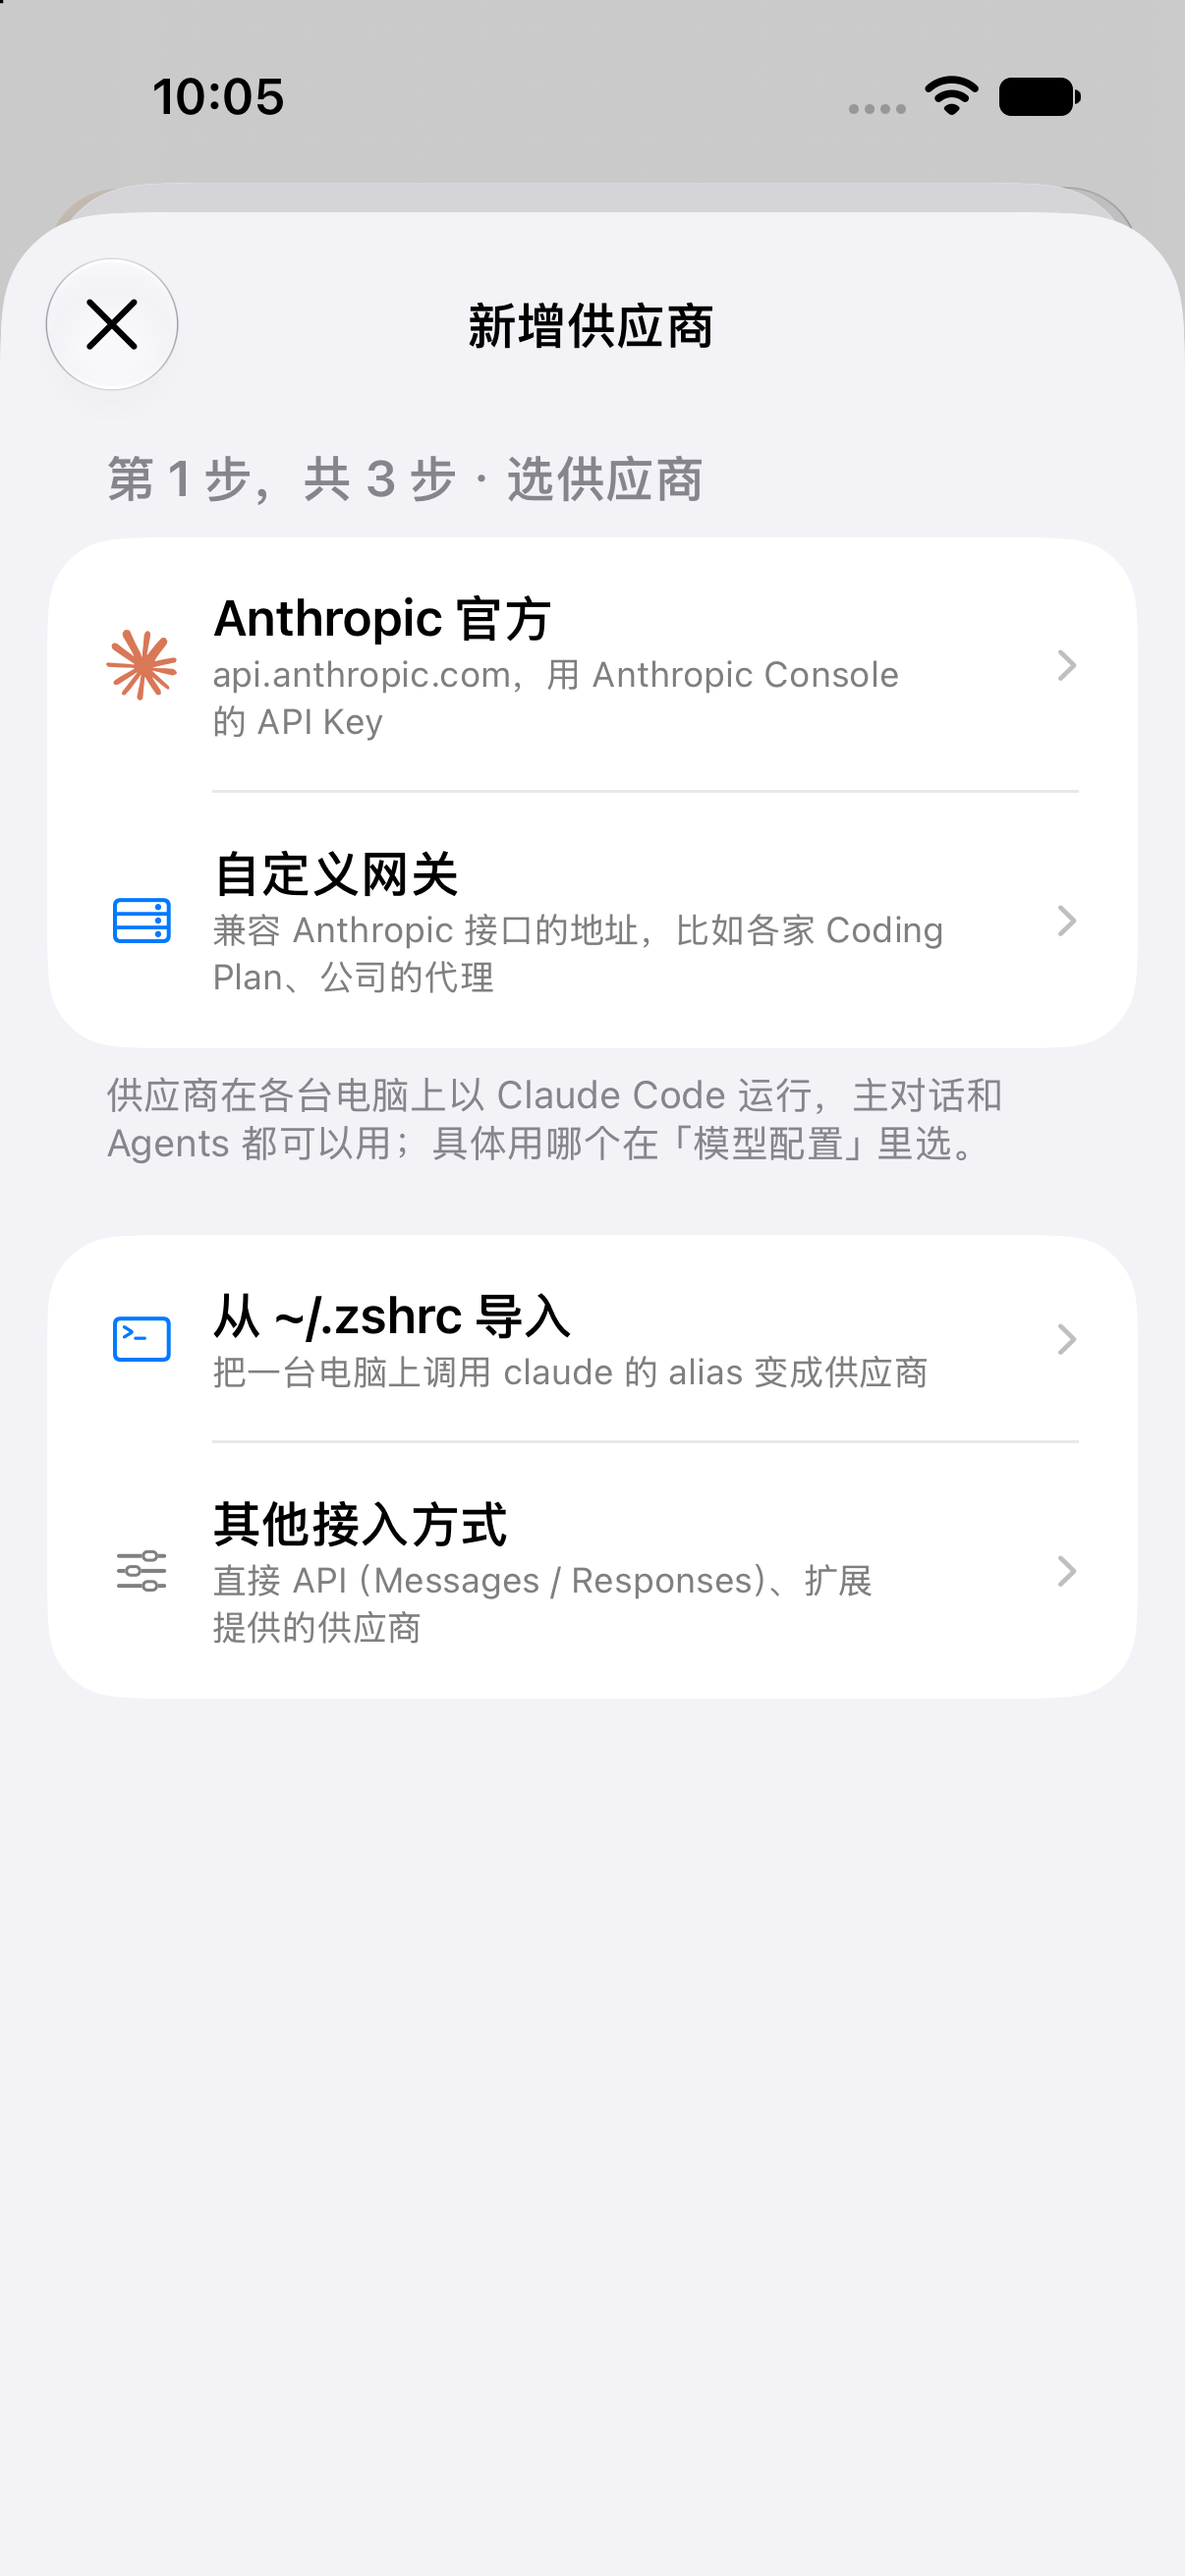 10:05
新增供应商
第 1 步，共 3 步 · 选供应商
Anthropic 官方
api.anthropic.com，用 Anthropic Console
的 API Key
自定义网关
兼容 Anthropic 接口的地址，比如各家 Coding
Plan、公司的代理
供应商在各台电脑上以 Claude Code 运行，主对话和
Agents 都可以用；具体用哪个在「模型配置」里选。
从 ~/.zshrc 导入
把一台电脑上调用 claude 的 alias 变成供应商
其他接入方式
直接 API（Messages / Responses）、扩展
提供的供应商